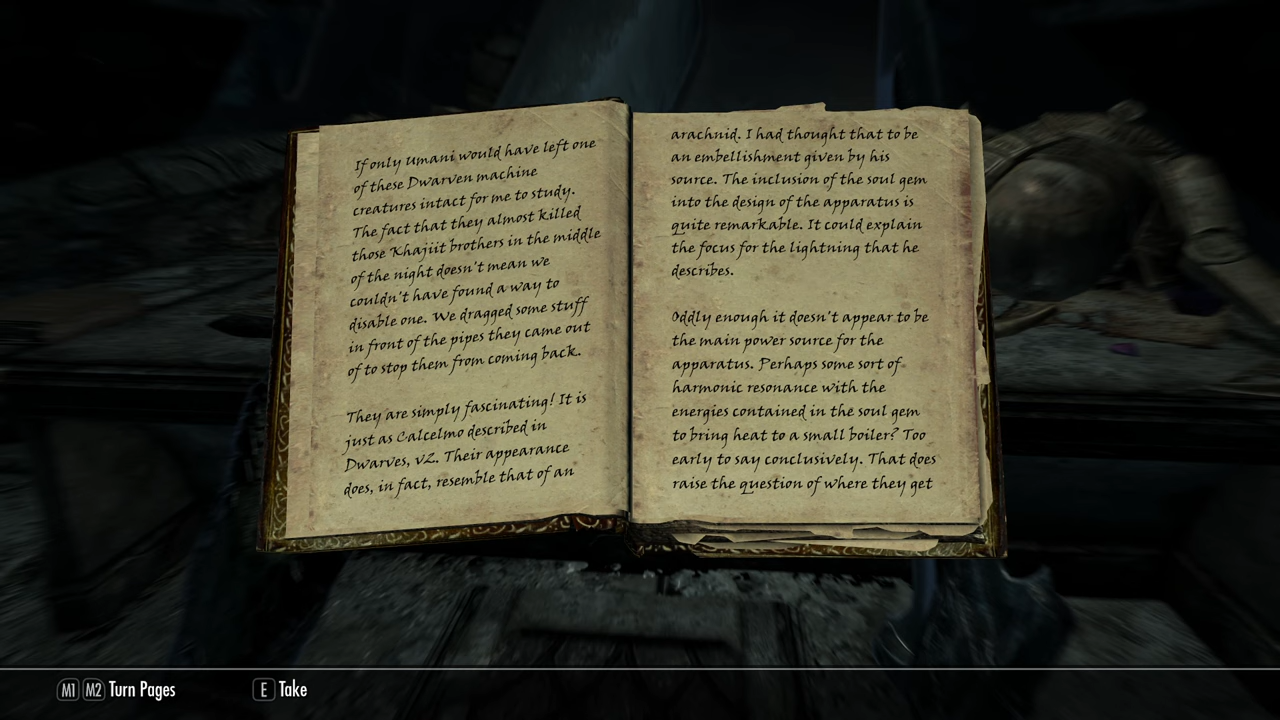 If only Umani would have left one
of these Dwarven machine
creatures intact for me to study.
The fact that they almost killed
those Khajiit brothers in the middle
of the night doesn't mean we
couldn't have found a way to
disable one. We dragged some stuff
in front of the pipes they came out
of to stop them from coming back.
They are simply fascinating! It is
just as Calcelmo described in
Dwarves, v2. Their appearance
does, in fact, resemble that of an
arachnid. I had thought that to be
an embellishment given by his
source. The inclusion of the soul gem
into the design of the apparatus is
quite remarkable. It could explain
the focus for the lightning that he
describes.
Oddly enough it doesn't appear to be
the main power source for the
apparatus. Perhaps some sort of
harmonic resonance with the
energies contained in the soul gem
to bring heat to a small boiler? Too
early to say conclusively. That does
raise the question of where they get
M1 M2 Turn Pages
E Take